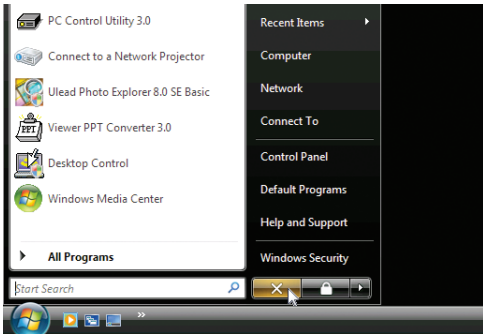 PC Control Utility 3.0
Connect to a Network Projector
Ulead Photo Explorer 8.0 SE Basic
PPT
Viewer PPT Converter 3.0
Desktop Control
Windows Media Center
All Programs
Start Search
Recent Items
Computer
Network
Connect To
Control Panel
Default Programs
Help and Support
Windows Security